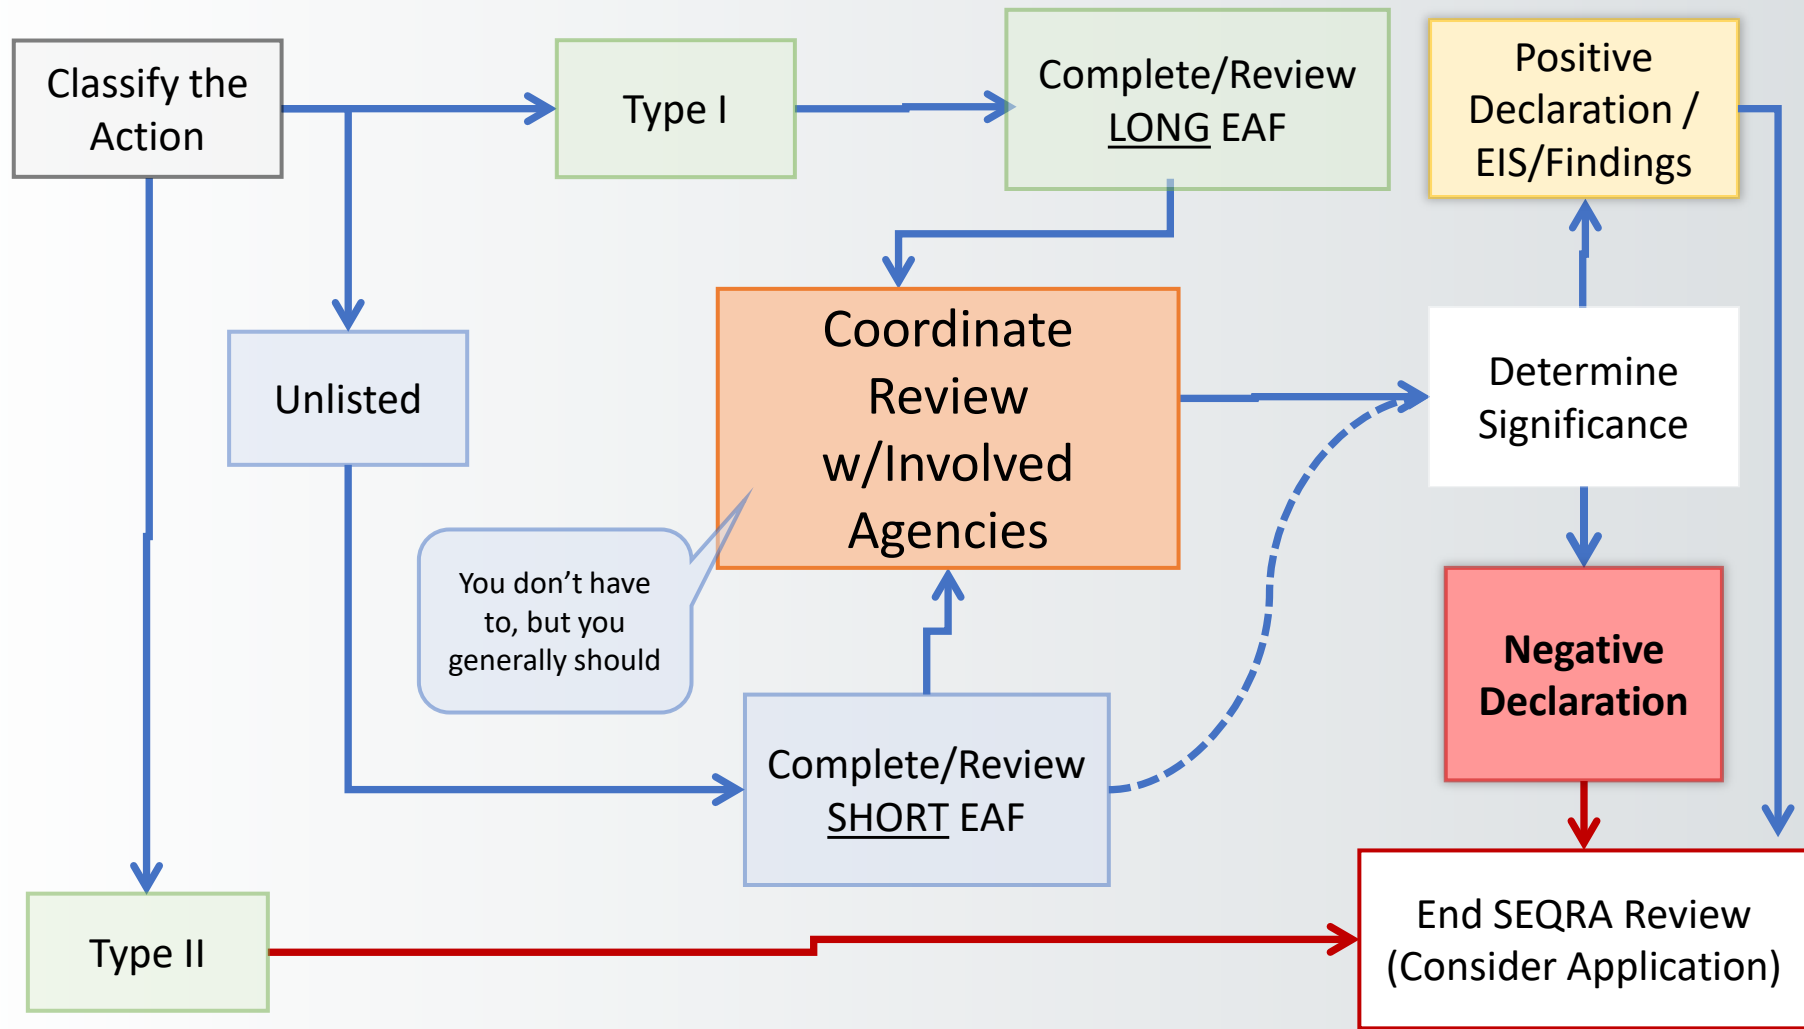 Classify the
Action
Type I
Complete/Review
LONG EAF
Positive
Declaration /
EIS/Findings
Unlisted
Coordinate
Review
w/Involved
Agencies
Determine
Significance
You don’t have
to, but you
generally should
Complete/Review
SHORT EAF
Negative
Declaration
Type II
End SEQRA Review
(Consider Application)